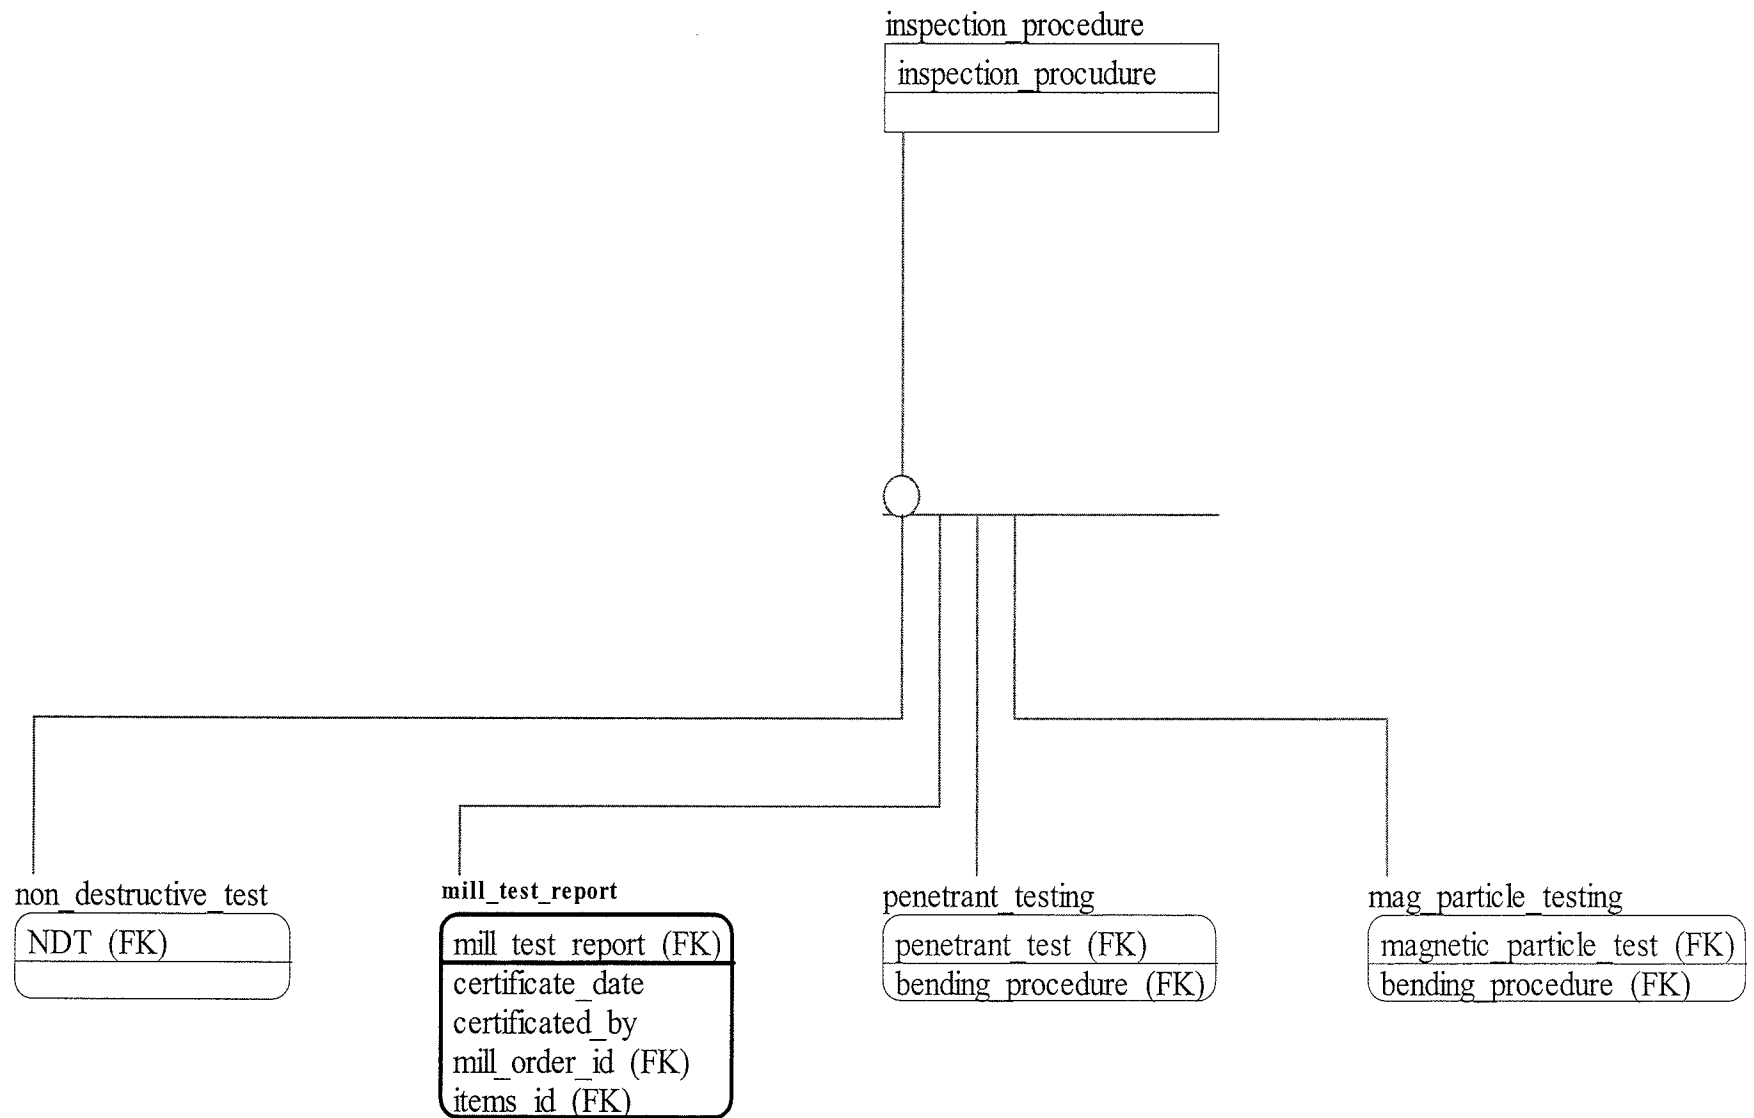 inspection_procedure
inspection_procudure
non_destructive_test
NDT (FK)
mill_test_report
mill_test_report (FK)
certificate_date
certificated_by
mill_order_id (FK)
items_id (FK)
penetrant_testing
penetrant_test (FK)
bending_procedure (FK)
mag_particle_testing
magnetic_particle_test (FK)
bending_procedure (FK)